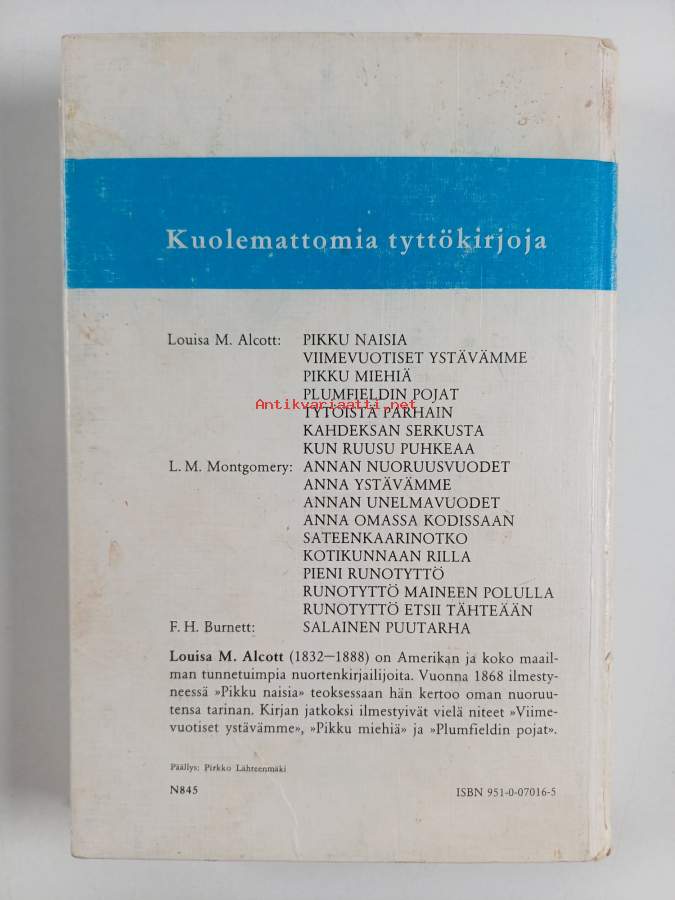 Kuolemattomia tyttökirjoja
Louisa M. Alcott: PIKKU NAISIA
VIIMEVUOTISET YSTÄVÄMME
PIKKU MIEHIÄ
PLUMFIELDIN POJAT
Antikvariaatti.net
TYTÖISTÄ PARHAIN
KAHDEKSAN SERKUSTA
KUN RUUSU PUHKEAA
L. M. Montgomery: ANNAN NUORUUSVUODET
ANNA YSTÄVÄMME
ANNAN UNELMAVUODET
ANNA OMASSA KODISSAAN
SATEENKAARINOTKO
KOTIKUNNAAN RILLA
PIENI RUNOTYTTÖ
RUNOTYTTÖ MAINEEN POLULLA
RUNOTYTTÖ ETSII TÄHTEÄÄN
F. H. Burnett: SALAINEN PUUTARHA
Louisa M. Alcott (1832—1888) on Amerikan ja koko maail-
man tunnetuimpia nuortenkirjailijoita. Vuonna 1868 ilmesty-
neessä »Pikku naisia» teoksessaan hän kertoo oman nuoruu-
tensa tarinan. Kirjan jatkoksi ilmestyivät vielä niteet »Viime-
vuotiset ystävämme», »Pikku miehiä» ja »Plumfieldin pojat».
Päällys: Pirkko Lähteenmäki
N845 ISBN 951-0-07016-5